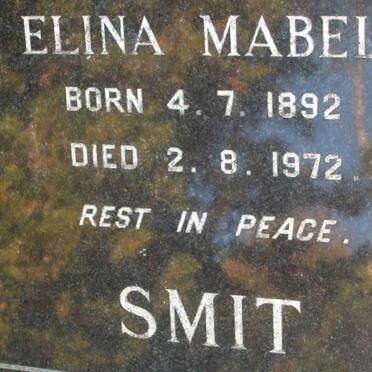 ELINA MABEL
BORN 4.7.1892
DIED 2.8.1972.
REST IN PEACE.
SMIT